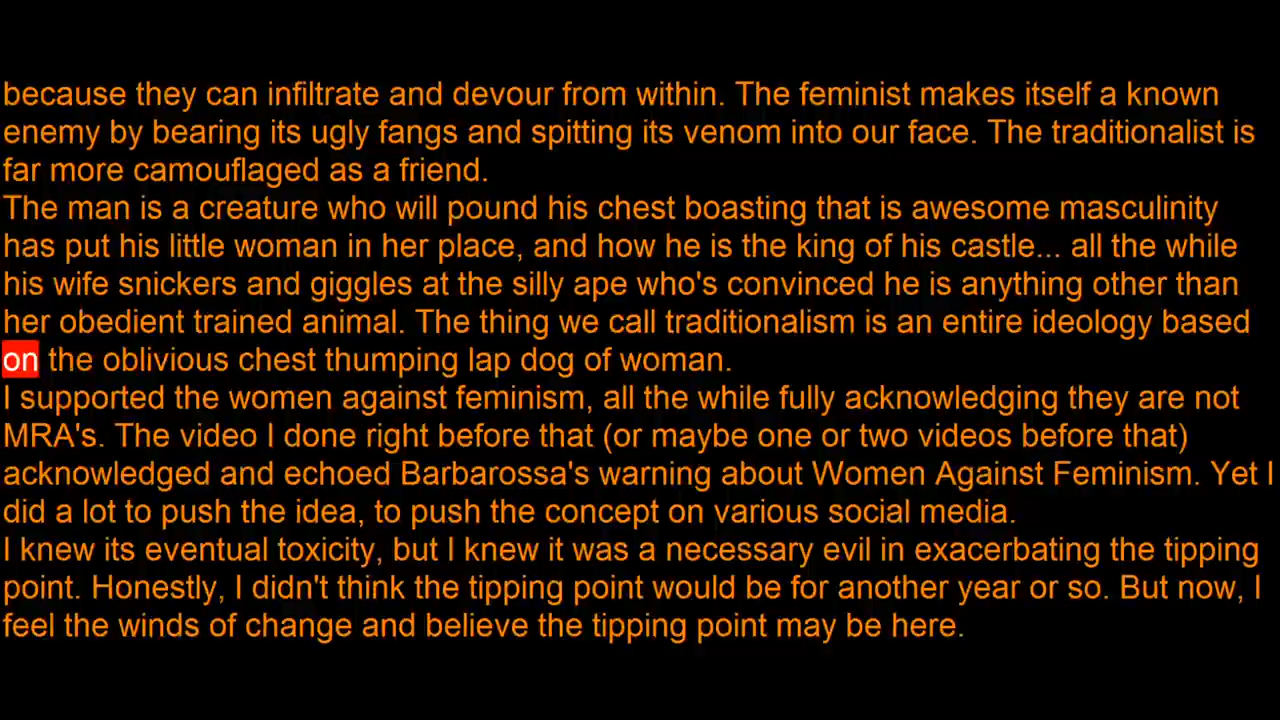 because they can infiltrate and devour from within. The feminist makes itself a known
enemy by bearing its ugly fangs and spitting its venom into our face. The traditionalist is
far more camouflaged as a friend.
The man is a creature who will pound his chest boasting that is awesome masculinity
has put his little woman in her place, and how he is the king of his castle... all the while
his wife snickers and giggles at the silly ape who's convinced he is anything other than
her obedient trained animal. The thing we call traditionalism is an entire ideology based
on the oblivious chest thumping lap dog of woman.
I supported the women against feminism, all the while fully acknowledging they are not
MRA's. The video I done right before that (or maybe one or two videos before that)
acknowledged and echoed Barbarossa's warning about Women Against Feminism. Yet I
did a lot to push the idea, to push the concept on various social media.
I knew its eventual toxicity, but I knew it was a necessary evil in exacerbating the tipping
point. Honestly, I didn't think the tipping point would be for another year or so. But now, I
feel the winds of change and believe the tipping point may be here.